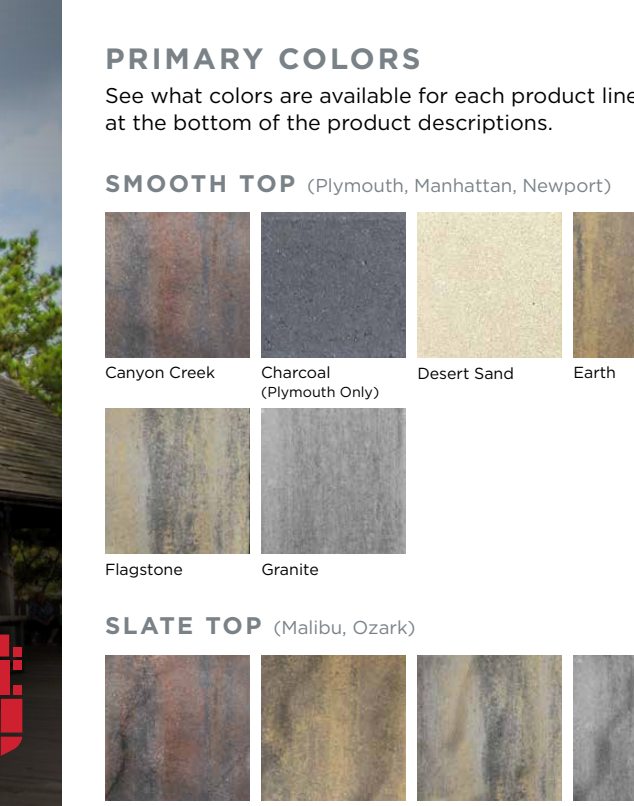 PRIMARY COLORS
See what colors are available for each product line
at the bottom of the product descriptions.
SMOOTH TOP (Plymouth, Manhattan, Newport)
Canyon Creek
Charcoal
(Plymouth Only)
Desert Sand
Earth
Flagstone
Granite
SLATE TOP (Malibu, Ozark)